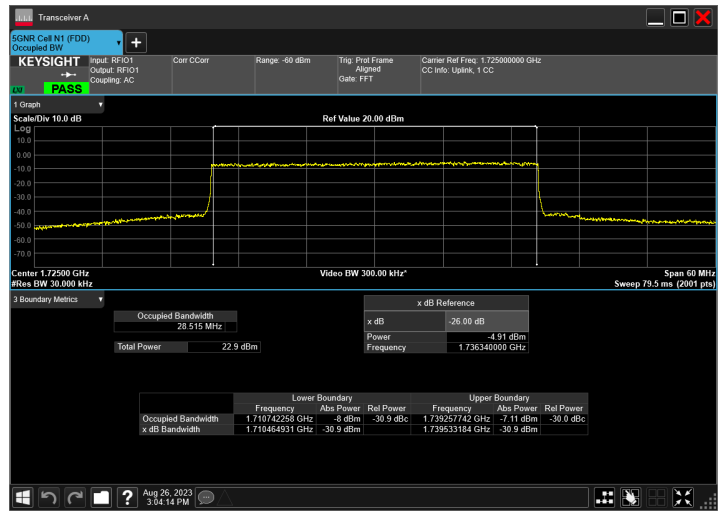 Transceiver A
5GNR Cell N1 (FDD)
Occupied BW
KEYSIGHT
LXI
PASS
Input: RFIO1
Output: RFIO1
Coupling: AC
Corr CCorr
Range: -60 dBm
Trig: Prot Frame
Aligned
Gate: FFT
Carrier Ref Freq: 1.725000000 GHz
CC Info: Uplink, 1 CC
1 Graph
Scale/Div 10.0 dB
Ref Value 20.00 dBm
Log
10.0
0.00
-10.0
-20.0
-30.0
-40.0
-50.0
-60.0
-70.0
Center 1.72500 GHz
Video BW 300.00 kHz*
Span 60 MHz
#Res BW 30.000 kHz
Sweep 79.5 ms (2001 pts)
3 Boundary Metrics
Occupied Bandwidth
28.515 MHz
Total Power 22.9 dBm
x dB Reference
x dB -26.00 dB
Power -4.91 dBm
Frequency 1.736340000 GHz
Lower Boundary Upper Boundary
Frequency Abs Power Rel Power Frequency Abs Power Rel Power
Occupied Bandwidth 1.710742258 GHz -8 dBm -30.9 dBc 1.739257742 GHz -7.11 dBm -30.0 dBc
x dB Bandwidth 1.710464931 GHz -30.9 dBm 1.739533184 GHz -30.9 dBm
Aug 26, 2023
3:04:14 PM